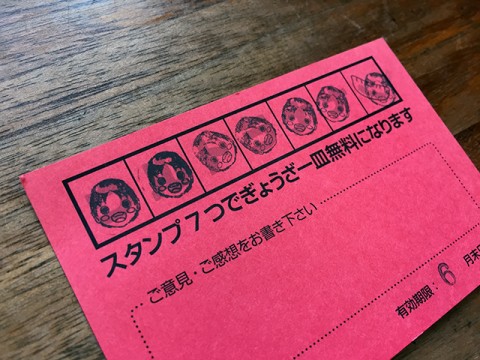 スタンプ7つでぎょうざ一皿無料になります
ご意見・ご感想をお書き下さい
有効期限：6 月末日